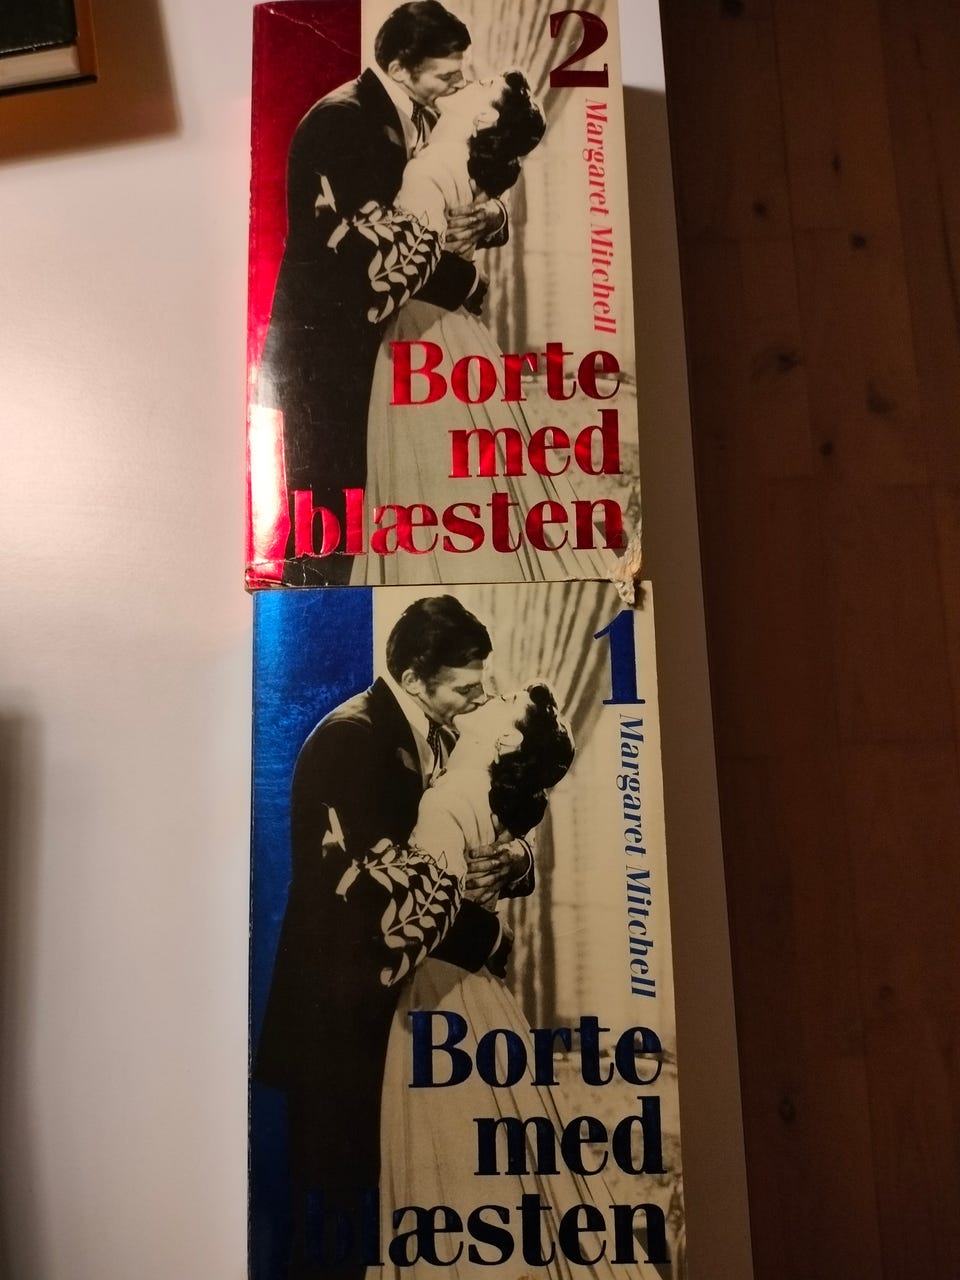 2
Margaret Mitchell
Borte
med
blæsten
1
Margaret Mitchell
Borte
med
blæsten